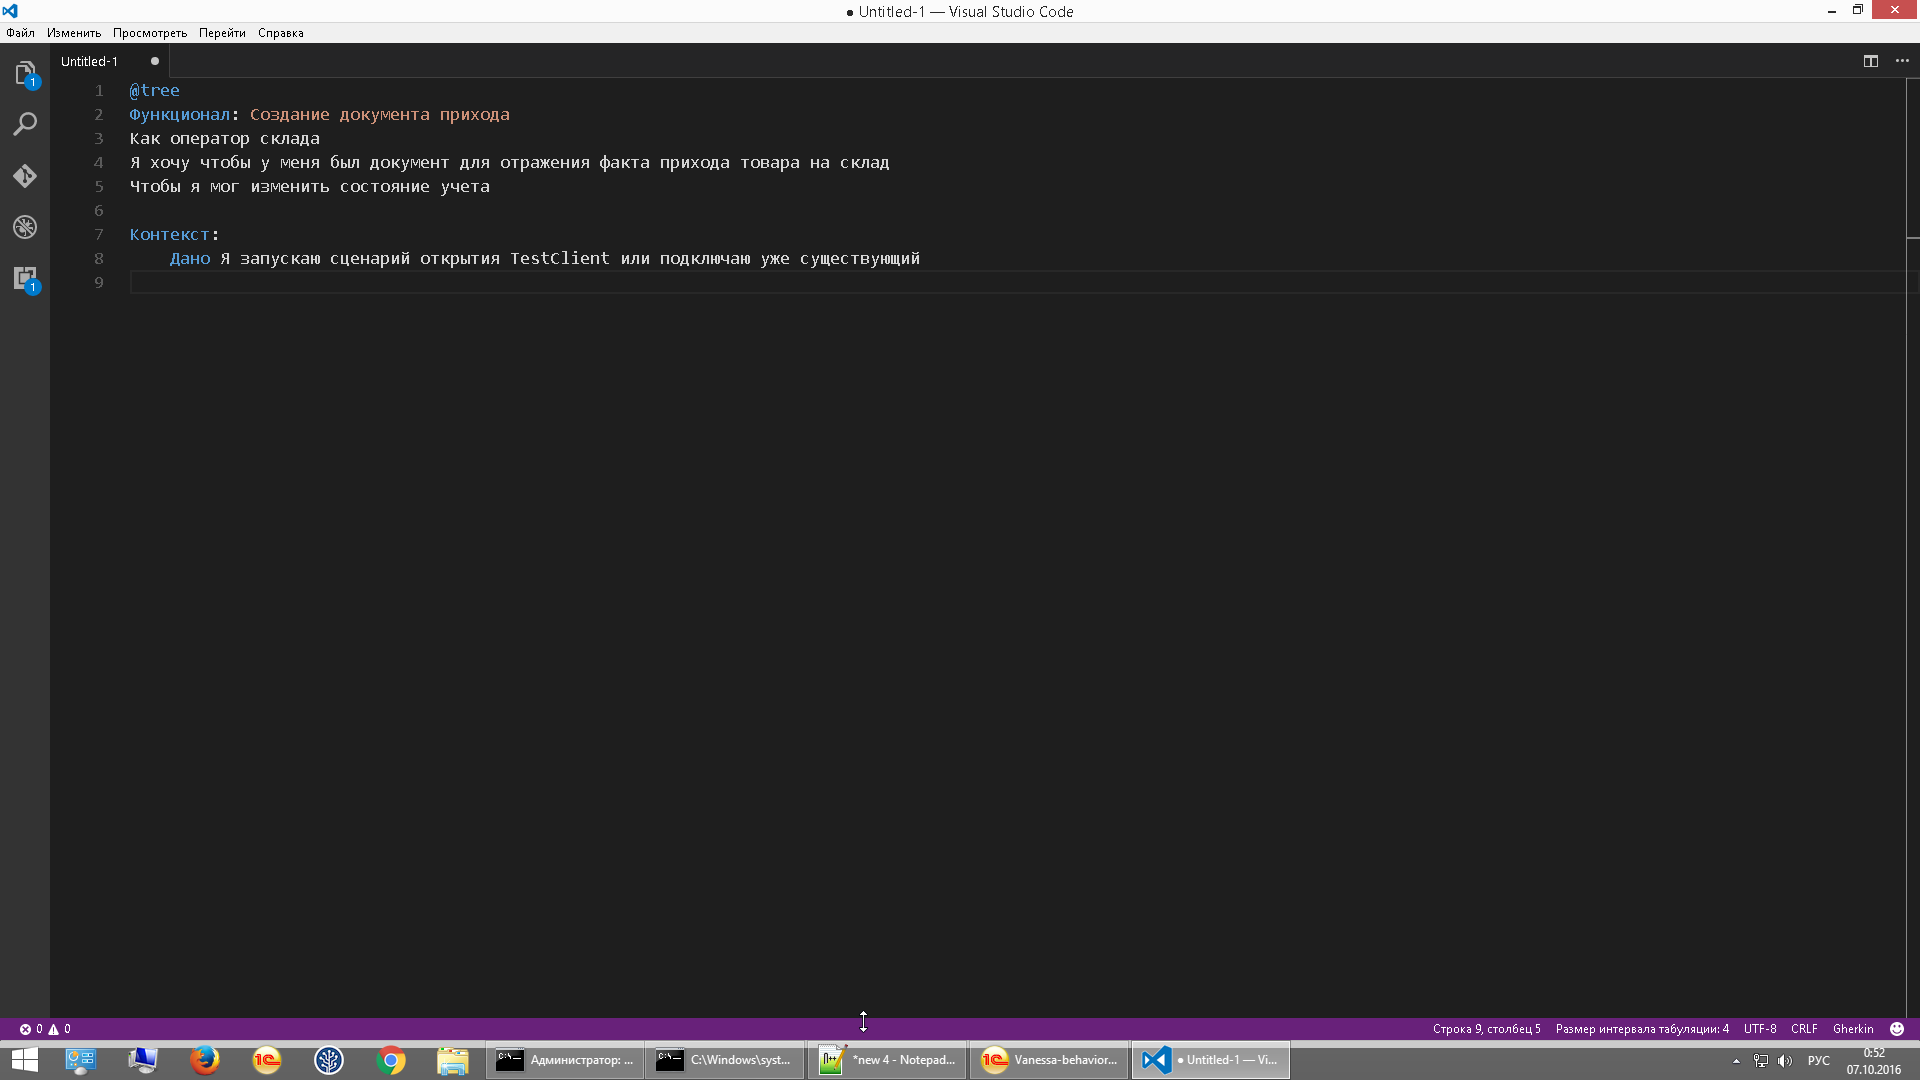 ● Untitled-1 — Visual Studio Code
Файл Изменить Просмотреть Перейти Справка
Untitled-1
1 @tree
2 Функционал: Создание документа прихода
3 Как оператор склада
4 Я хочу чтобы у меня был документ для отражения факта прихода товара на склад
5 Чтобы я мог изменить состояние учета
6
7 Контекст:
8 Дано Я запускаю сценарий открытия TestClient или подключаю уже существующий
9
1
1
0 0 Строка 9, столбец 5 Размер интервала табуляции: 4 UTF-8 CRLF Gherkin
Администратор: ... C:\Windows\syst... *new 4 - Notepad... Vanessa-behavior... ● Untitled-1 — Vi... РУС 0:52
07.10.2016